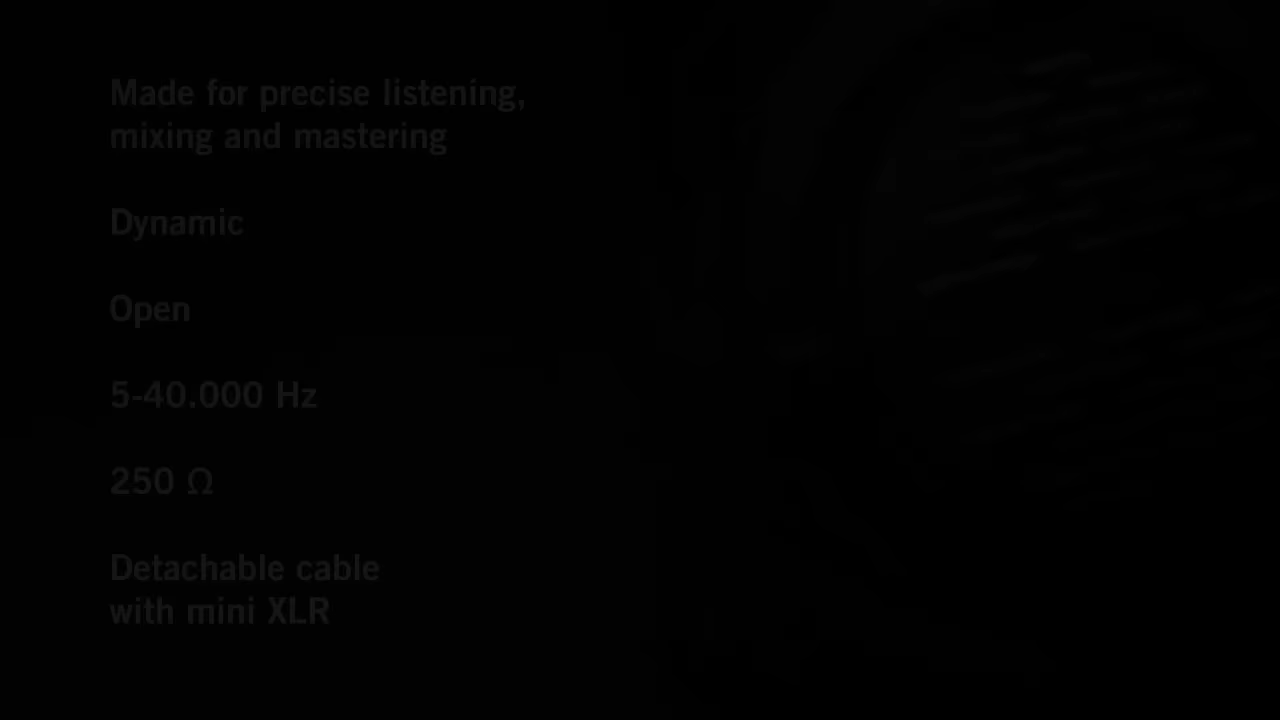 Made for precise listening,
mixing and mastering
Dynamic
Open
5-40.000 Hz
250 Ω
Detachable cable
with mini XLR